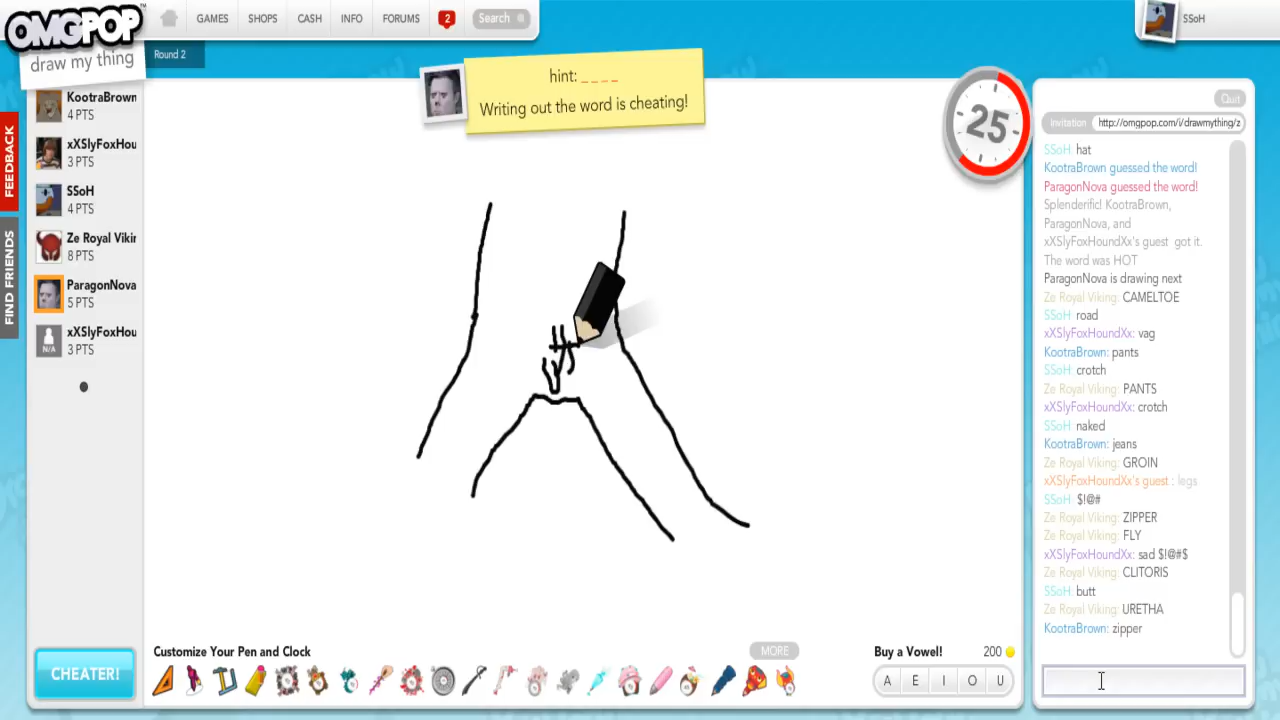 OMGPOP
™
GAMES
SHOPS
CASH
INFO
FORUMS
2
Search
SSoH
draw my thing
Round 2
hint: _ _ _ _
Writing out the word is cheating!
25
FEEDBACK
FIND FRIENDS
KootraBrown
4 PTS
xXSlyFoxHou
3 PTS
SSoH
4 PTS
Ze Royal Vikin
8 PTS
ParagonNova
5 PTS
xXSlyFoxHou
3 PTS
N/A
CHEATER!
Quit
Invitation http://omgpop.com/i/drawmything/z
SSoH hat
KootraBrown guessed the word!
ParagonNova guessed the word!
Splenderific! KootraBrown,
ParagonNova, and
xXSlyFoxHoundXx's guest got it.
The word was HOT
ParagonNova is drawing next
Ze Royal Viking: CAMELTOE
SSoH road
xXSlyFoxHoundXx: vag
KootraBrown: pants
SSoH crotch
Ze Royal Viking: PANTS
xXSlyFoxHoundXx: crotch
SSoH naked
KootraBrown: jeans
Ze Royal Viking: GROIN
xXSlyFoxHoundXx's guest : legs
SSoH $!@#
Ze Royal Viking: ZIPPER
Ze Royal Viking: FLY
xXSlyFoxHoundXx: sad $!@#$
Ze Royal Viking: CLITORIS
SSoH butt
Ze Royal Viking: URETHA
KootraBrown: zipper
Customize Your Pen and Clock
MORE
Buy a Vowel!
200
A E I O U